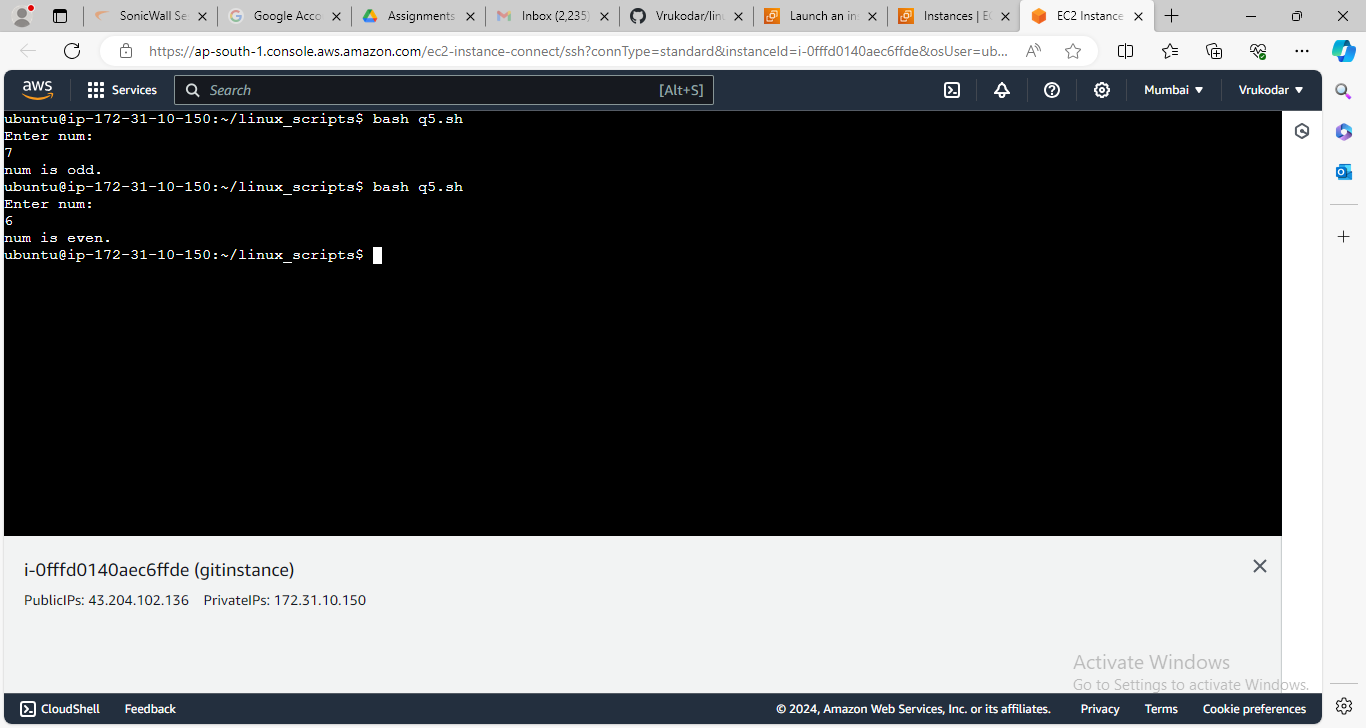 SonicWall Se
Google Acco
Assignments
Inbox (2,235)
Vrukodar/linu
Launch an in
Instances | E
EC2 Instance
https://ap-south-1.console.aws.amazon.com/ec2-instance-connect/ssh?connType=standard&instanceId=i-0fffd0140aec6ffde&osUser=ub...
aws
Services
Search
[Alt+S]
Mumbai
Vrukodar
ubuntu@ip-172-31-10-150:~/linux_scripts$ bash q5.sh
Enter num:
7
num is odd.
ubuntu@ip-172-31-10-150:~/linux_scripts$ bash q5.sh
Enter num:
6
num is even.
ubuntu@ip-172-31-10-150:~/linux_scripts$
i-0fffd0140aec6ffde (gitinstance)
PublicIPs: 43.204.102.136 PrivateIPs: 172.31.10.150
Activate Windows
Go to Settings to activate Windows.
CloudShell
Feedback
© 2024, Amazon Web Services, Inc. or its affiliates.
Privacy
Terms
Cookie preferences